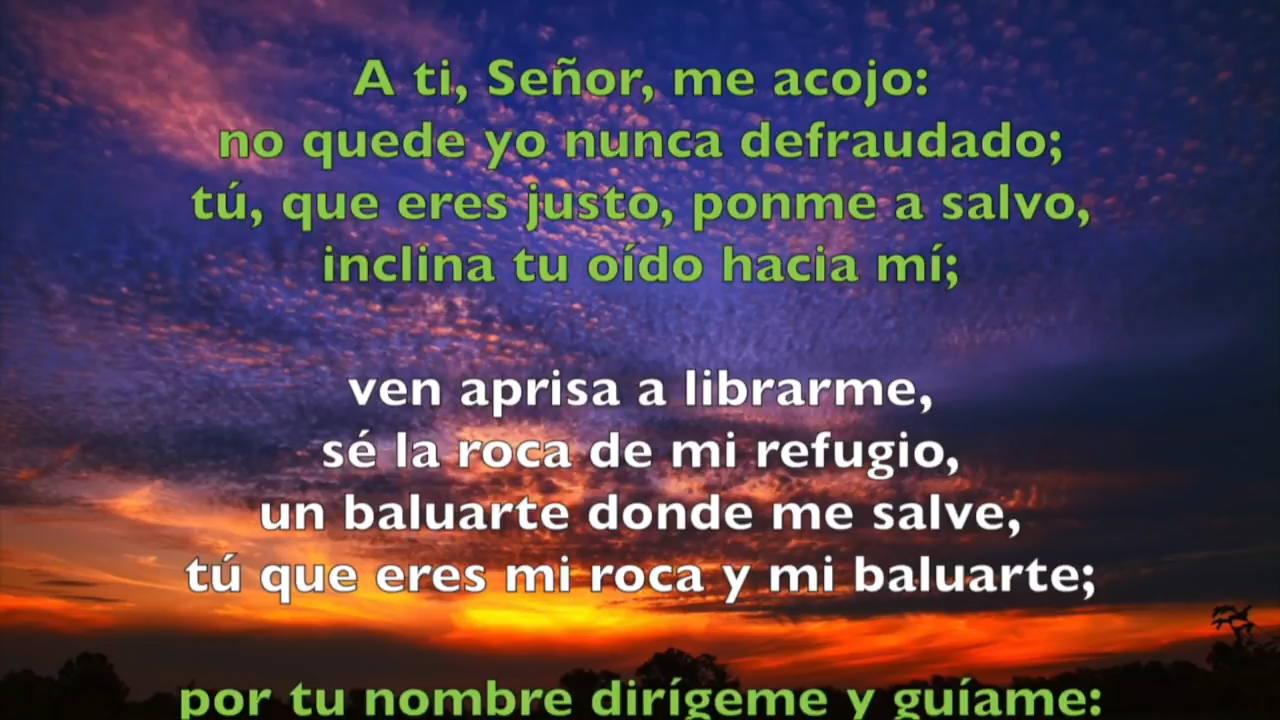 A ti, Señor, me acojo:
no quede yo nunca defraudado;
tú, que eres justo, ponme a salvo,
inclina tu oído hacia mí;
ven aprisa a librarme,
sé la roca de mi refugio,
un baluarte donde me salve,
tú que eres mi roca y mi baluarte;
por tu nombre dirígeme y guíame: